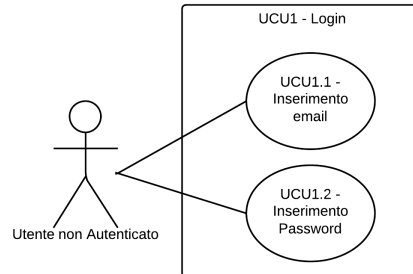 UCU1 - Login
UCU1.1 -
Inserimento
email
UCU1.2 -
Inserimento
Password
Utente non Autenticato